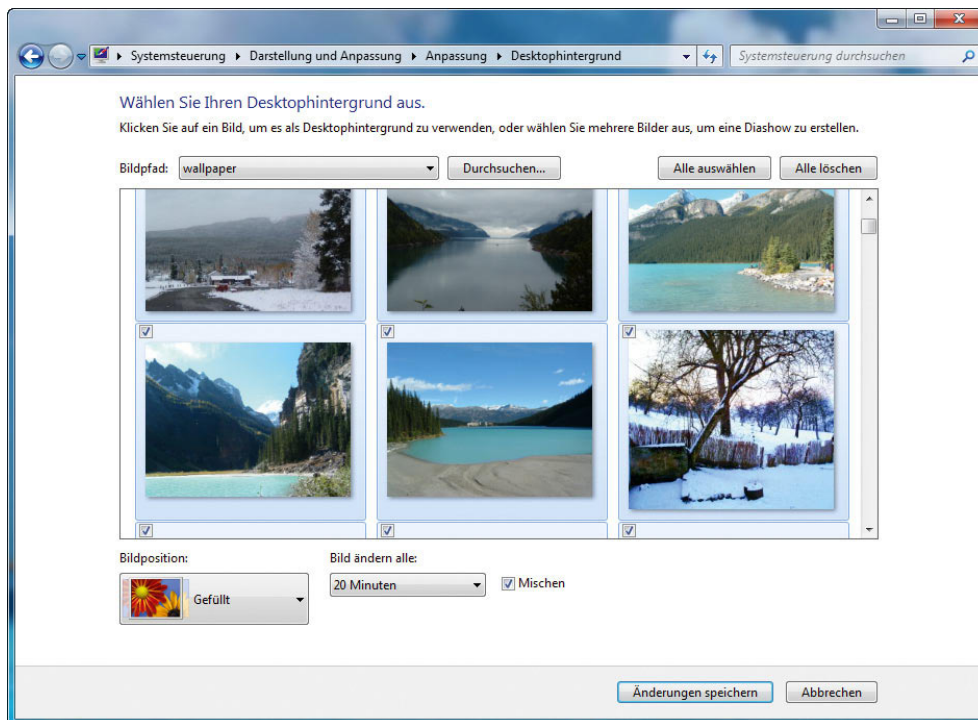 Systemsteuerung Darstellung und Anpassung Anpassung Desktophintergrund Systemsteuerung durchsuchen
Wählen Sie Ihren Desktophintergrund aus.
Klicken Sie auf ein Bild, um es als Desktophintergrund zu verwenden, oder wählen Sie mehrere Bilder aus, um eine Diashow zu erstellen.
Bildpfad: wallpaper Durchsuchen... Alle auswählen Alle löschen
Bildposition: Bild ändern alle:
Gefüllt 20 Minuten Mischen
Änderungen speichern Abbrechen